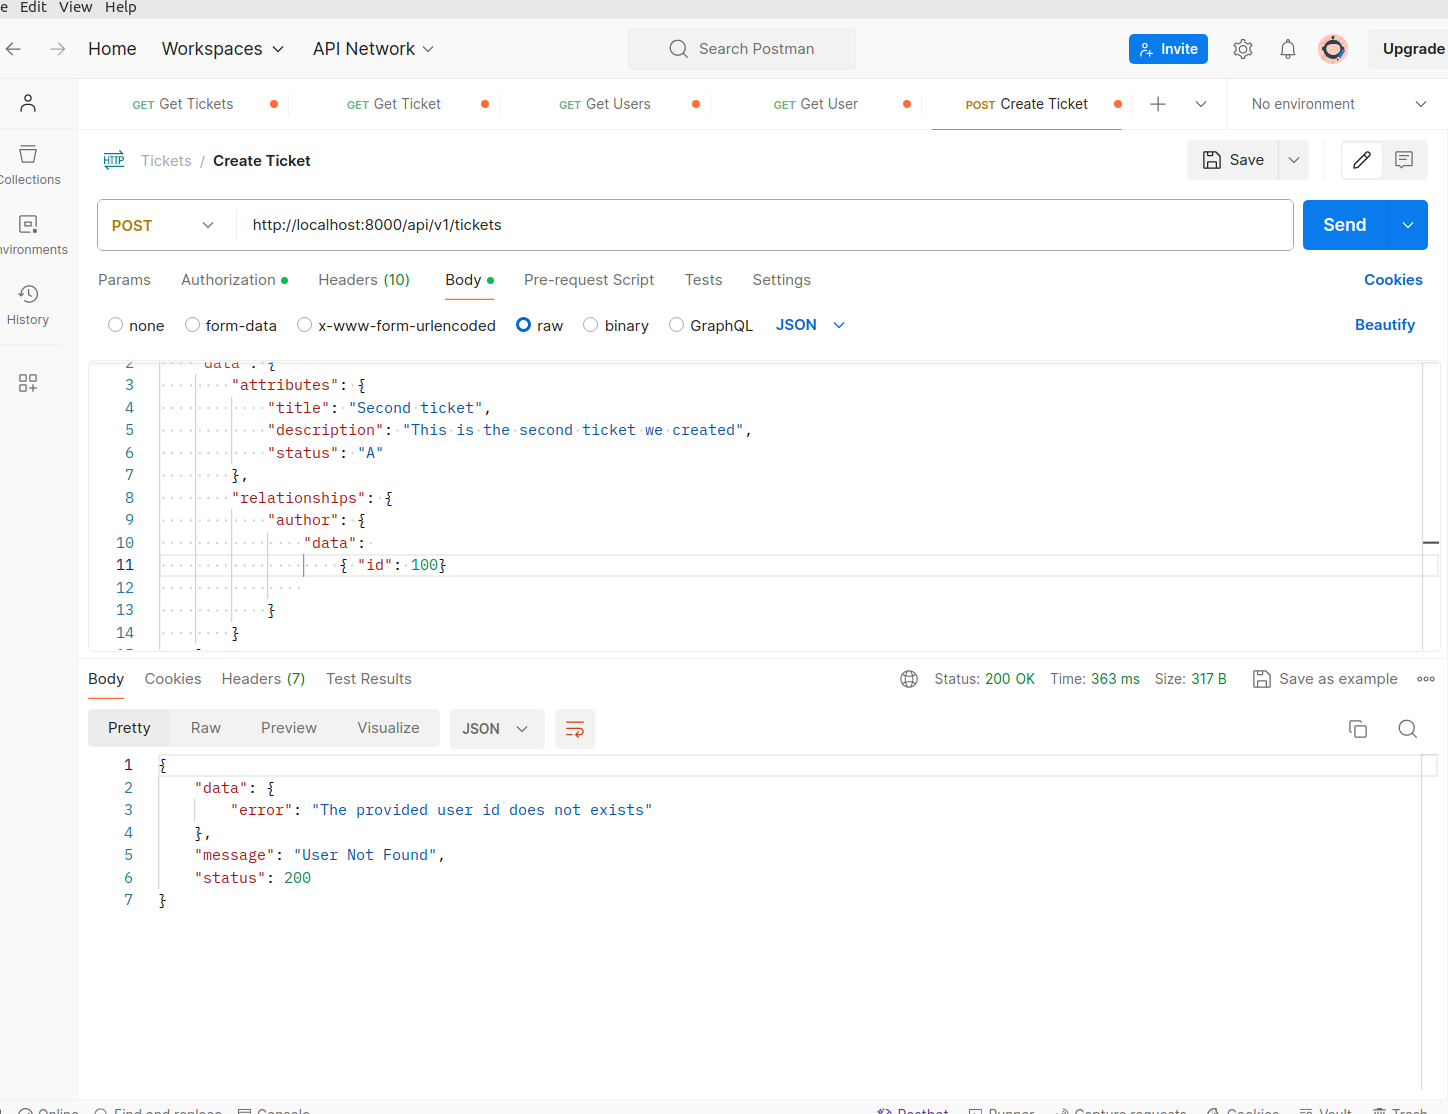 e Edit View Help
Home Workspaces API Network Search Postman Invite Upgrade
GET Get Tickets GET Get Ticket GET Get Users GET Get User POST Create Ticket No environment
HTTP Tickets / Create Ticket Save
Collections
POST http://localhost:8000/api/v1/tickets Send
nvironments
Params Authorization Headers (10) Body Pre-request Script Tests Settings Cookies
History
none form-data x-www-form-urlencoded raw binary GraphQL JSON Beautify
2 "data": {
3 "attributes": {
4 "title": "Second ticket",
5 "description": "This is the second ticket we created",
6 "status": "A"
7 },
8 "relationships": {
9 "author": {
10 "data":
11 { "id": 100}
12
13 }
14 }
Body Cookies Headers (7) Test Results Status: 200 OK Time: 363 ms Size: 317 B Save as example
Pretty Raw Preview Visualize JSON
1 {
2 "data": {
3 "error": "The provided user id does not exists"
4 },
5 "message": "User Not Found",
6 "status": 200
7 }
Online Find and replace Console Postbot Runner Capture requests Cookies Vault Trash